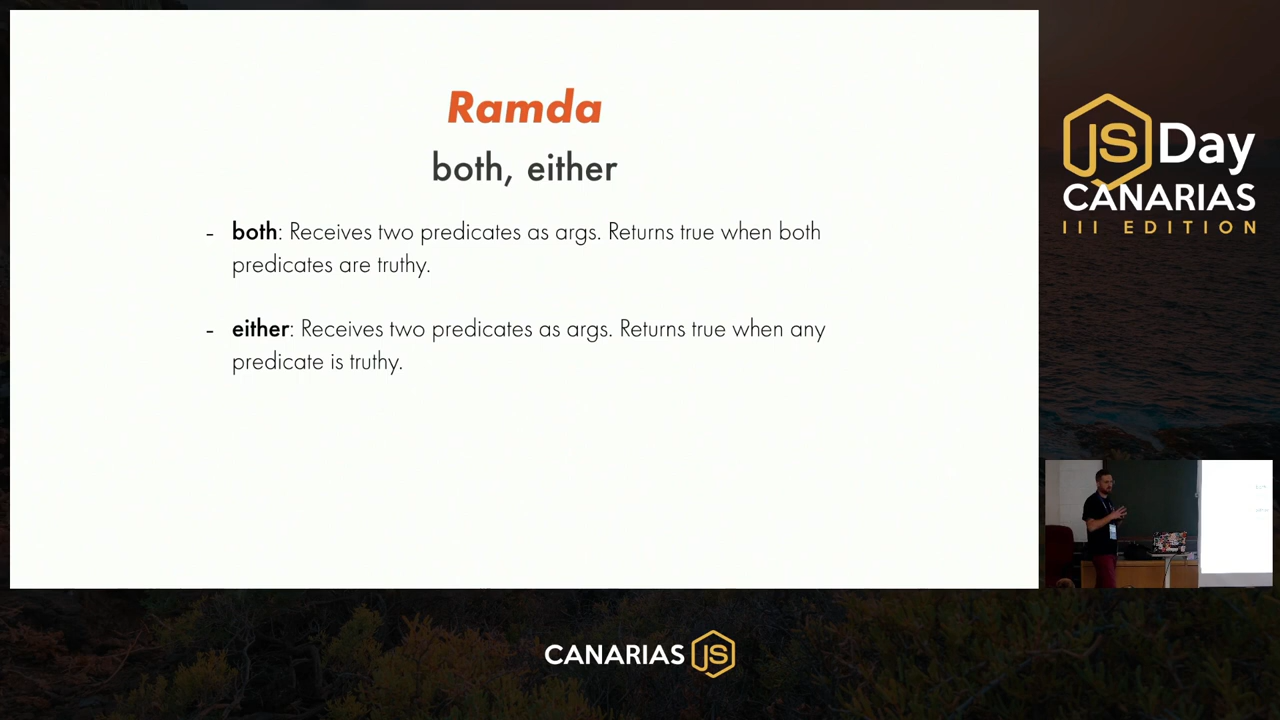 Ramda
both, either
- both: Receives two predicates as args. Returns true when both
predicates are truthy.
- either: Receives two predicates as args. Returns true when any
predicate is truthy.
JS Day
CANARIAS
III EDITION
CANARIAS JS